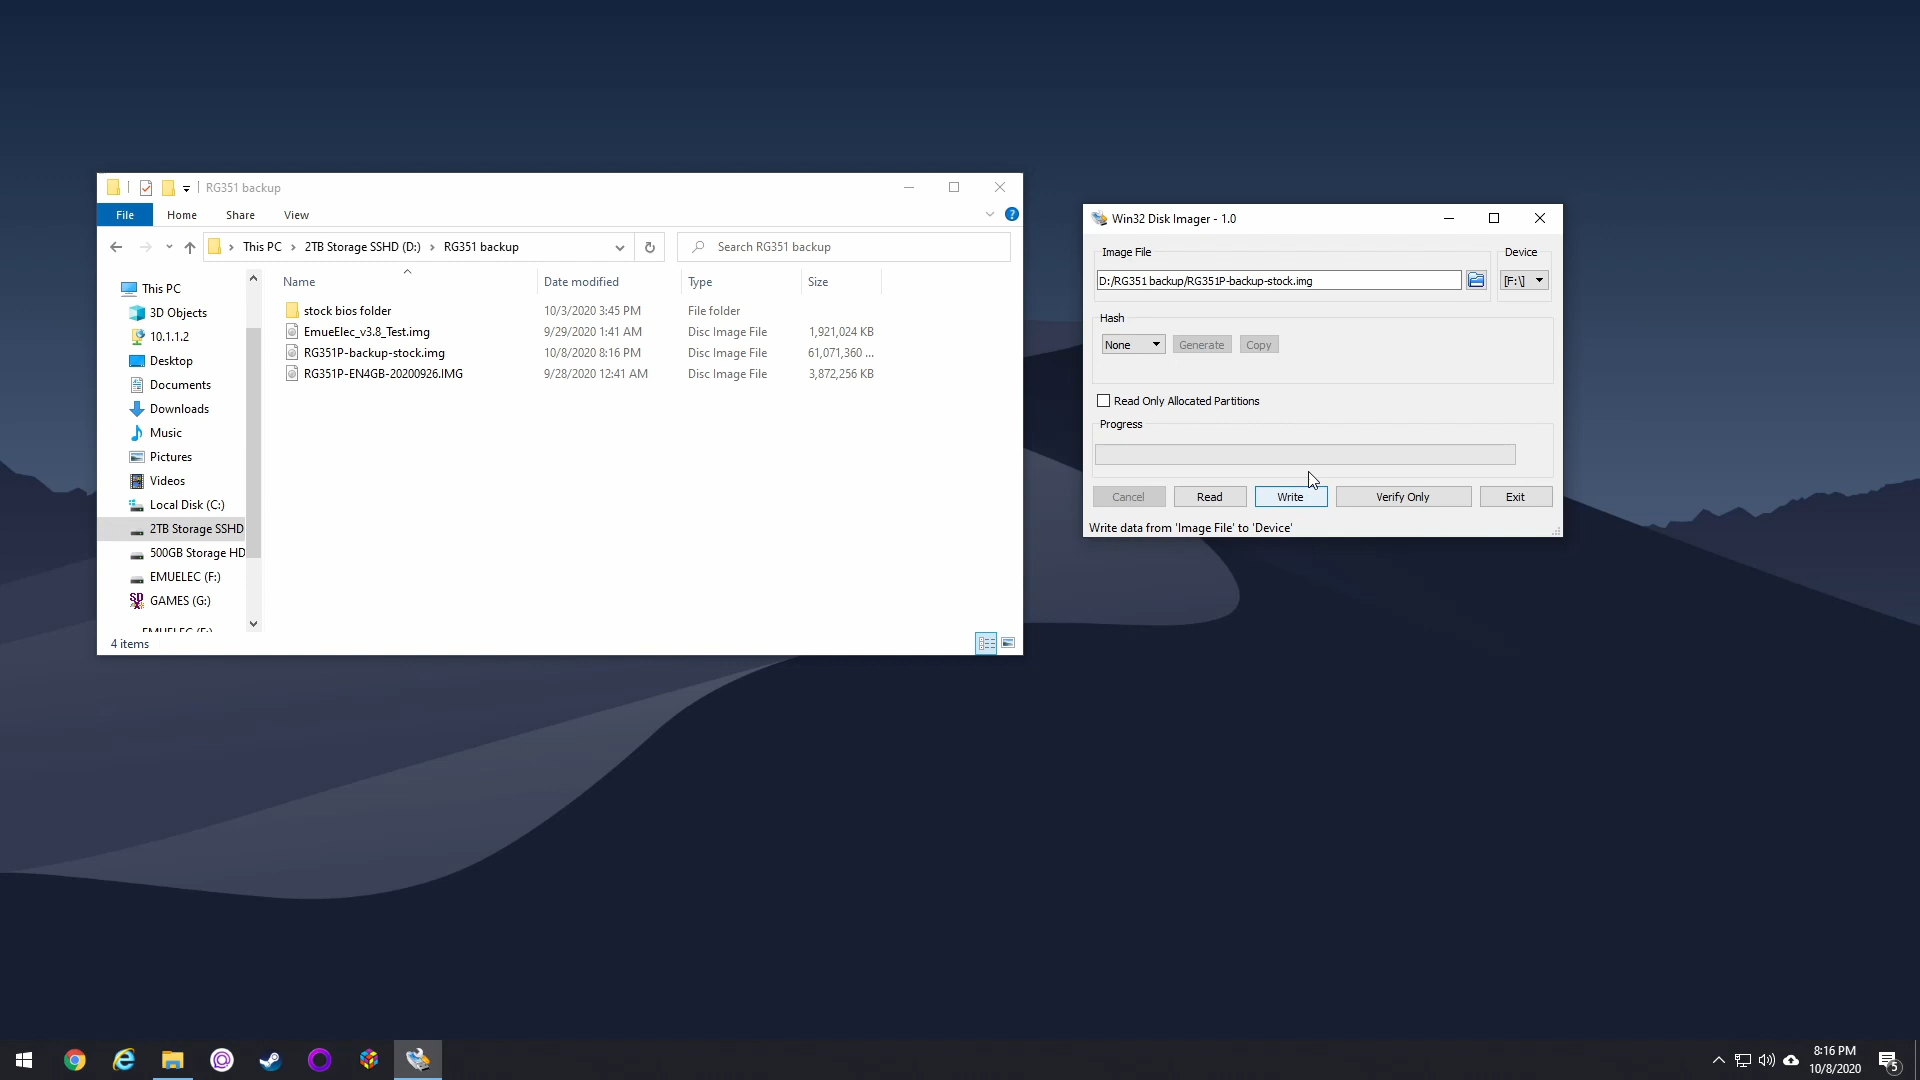 RG351 backup
File Home Share View
This PC 2TB Storage SSHD (D:) RG351 backup Search RG351 backup
Name Date modified Type Size
stock bios folder 10/3/2020 3:45 PM File folder
EmueElec_v3.8_Test.img 9/29/2020 1:41 AM Disc Image File 1,921,024 KB
RG351P-backup-stock.img 10/8/2020 8:16 PM Disc Image File 61,071,360 ...
RG351P-EN4GB-20200926.IMG 9/28/2020 12:41 AM Disc Image File 3,872,256 KB
This PC
3D Objects
10.1.1.2
Desktop
Documents
Downloads
Music
Pictures
Videos
Local Disk (C:)
2TB Storage SSHD
500GB Storage HD
EMUELEC (F:)
GAMES (G:)
EMUELEC (F:)
4 items
Win32 Disk Imager - 1.0
Image File Device
D:/RG351 backup/RG351P-backup-stock.img [F:\]
Hash
None Generate Copy
Read Only Allocated Partitions
Progress
Cancel Read Write Verify Only Exit
Write data from 'Image File' to 'Device'
8:16 PM
10/8/2020
5